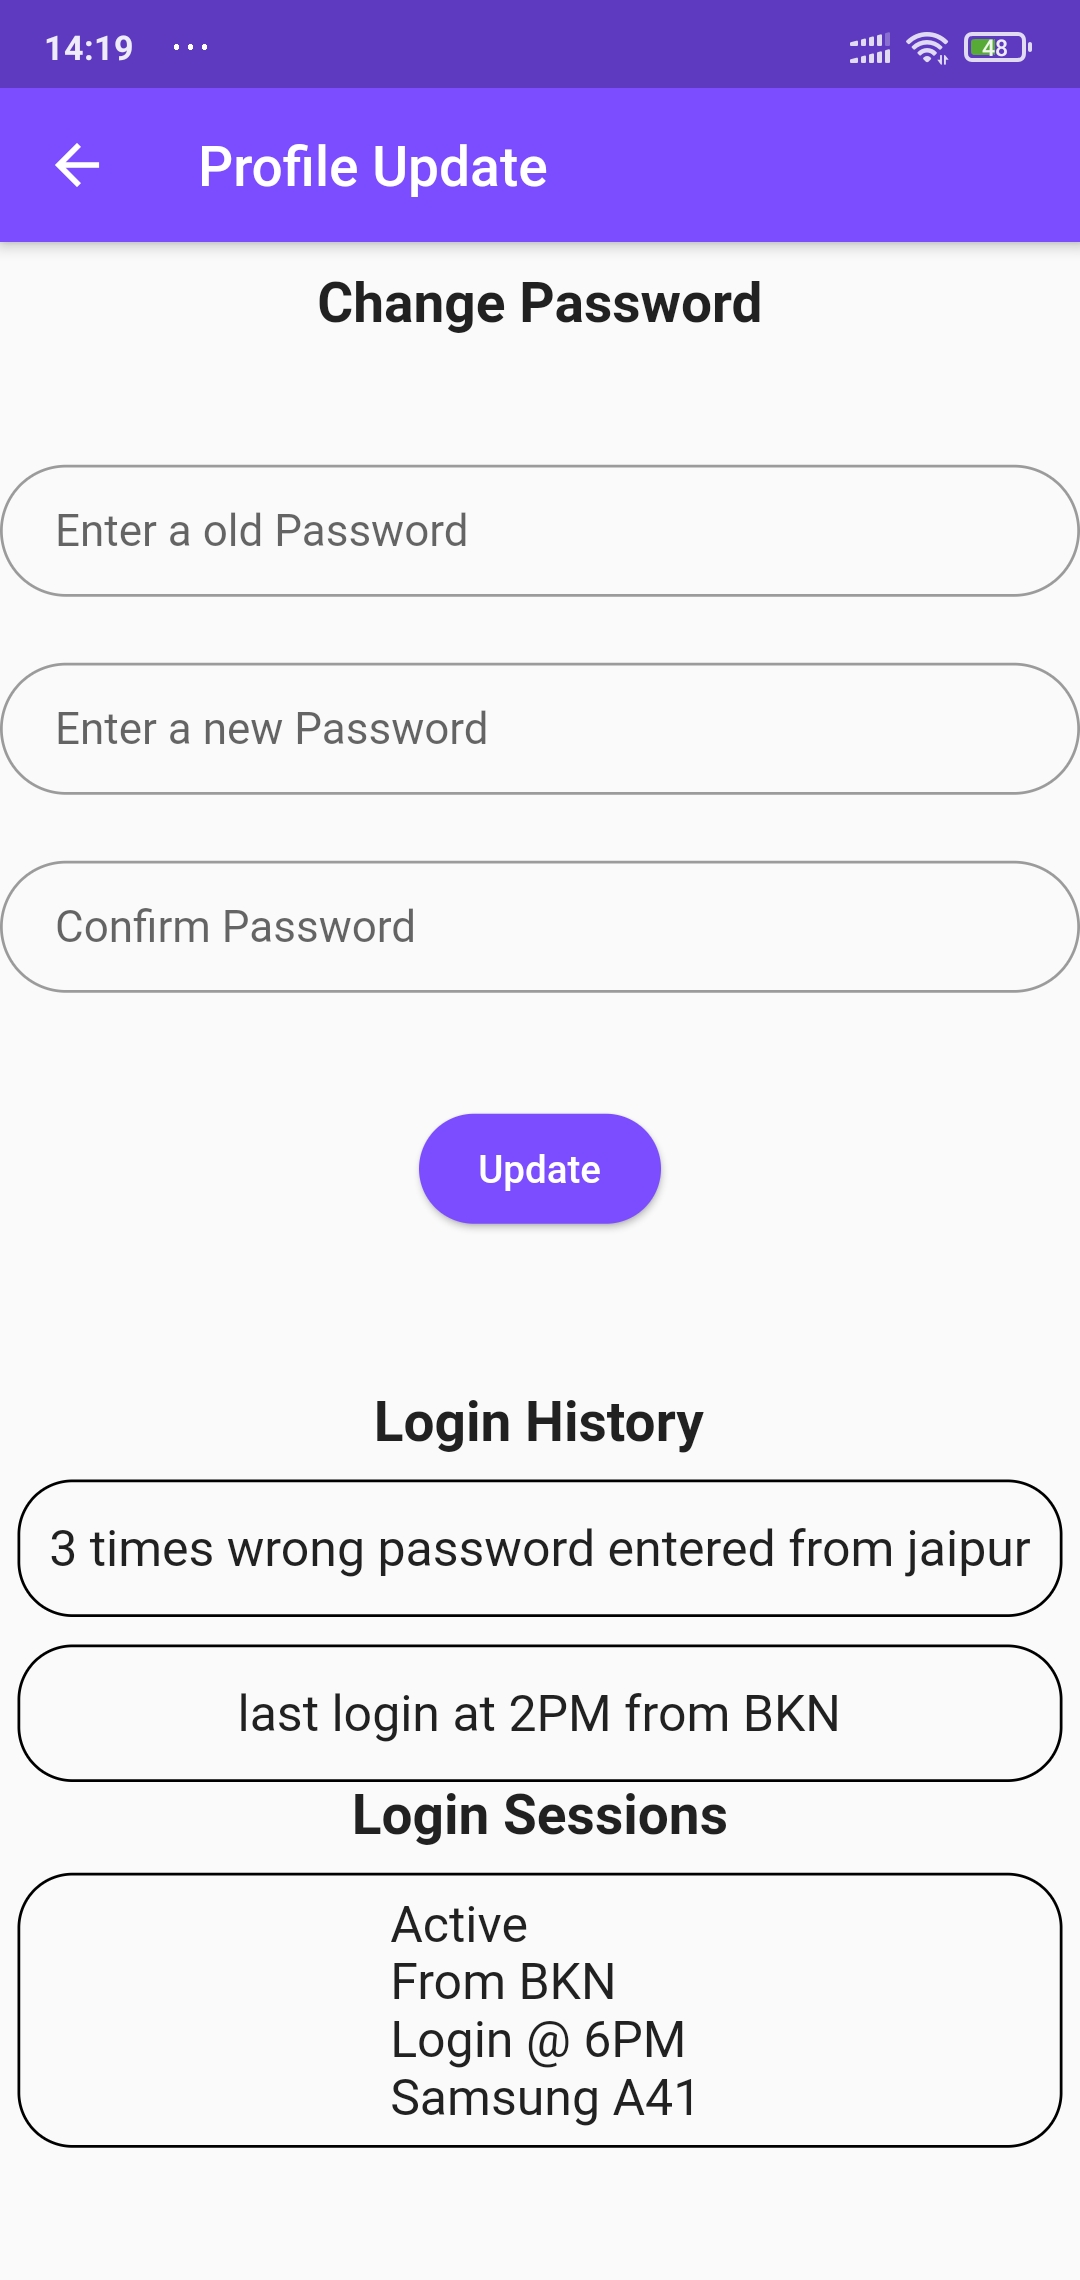 14:19 ... 48
Profile Update
Change Password
Enter a old Password
Enter a new Password
Confirm Password
Update
Login History
3 times wrong password entered from jaipur
last login at 2PM from BKN
Login Sessions
Active
From BKN
Login @ 6PM
Samsung A41